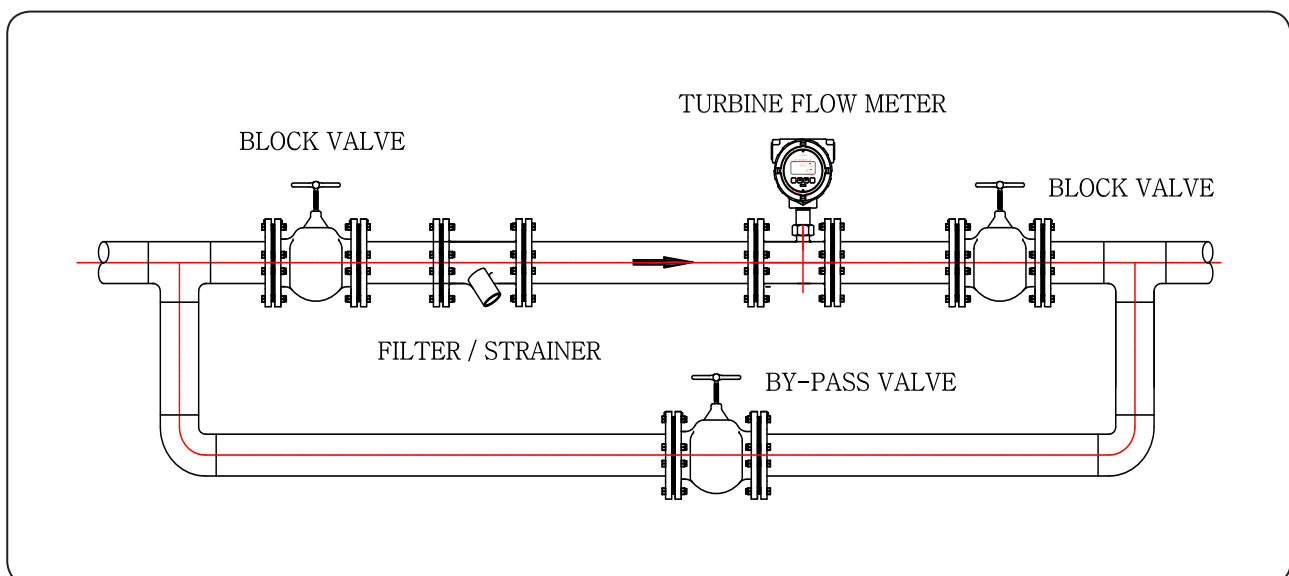 TURBINE FLOW METER
BLOCK VALVE
BLOCK VALVE
FILTER / STRAINER
BY-PASS VALVE